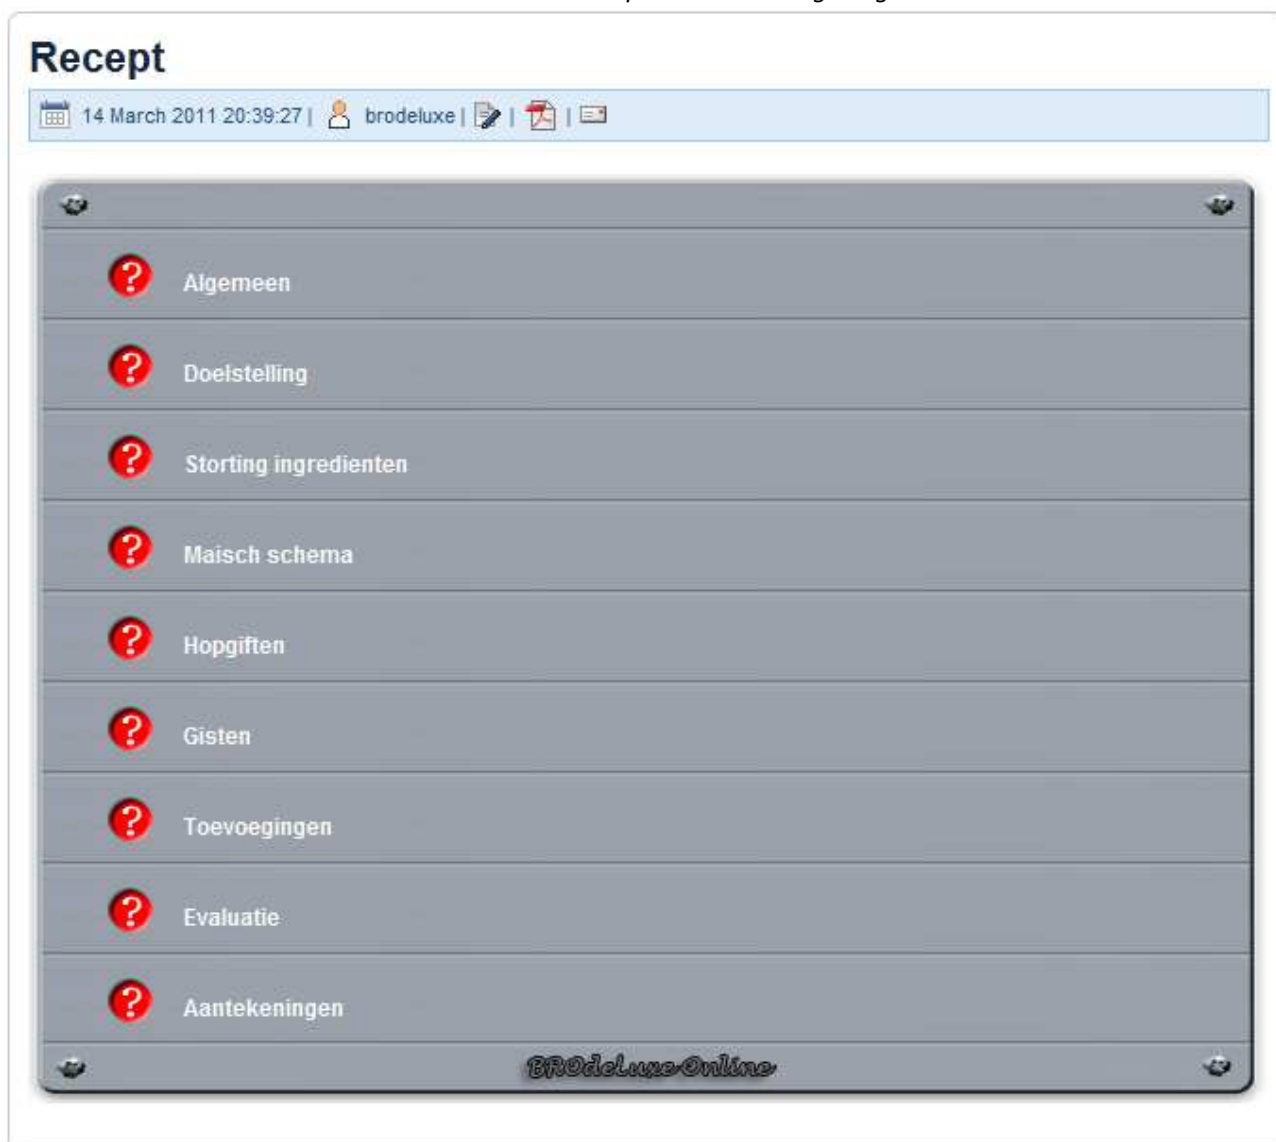 Recept
14 March 2011 20:39:27 | brodeluxe | | |
Algemeen
Doelstelling
Storting ingredienten
Maisch schema
Hopgiften
Gisten
Toevoegingen
Evaluatie
Aantekeningen
BROdeLuxe Online